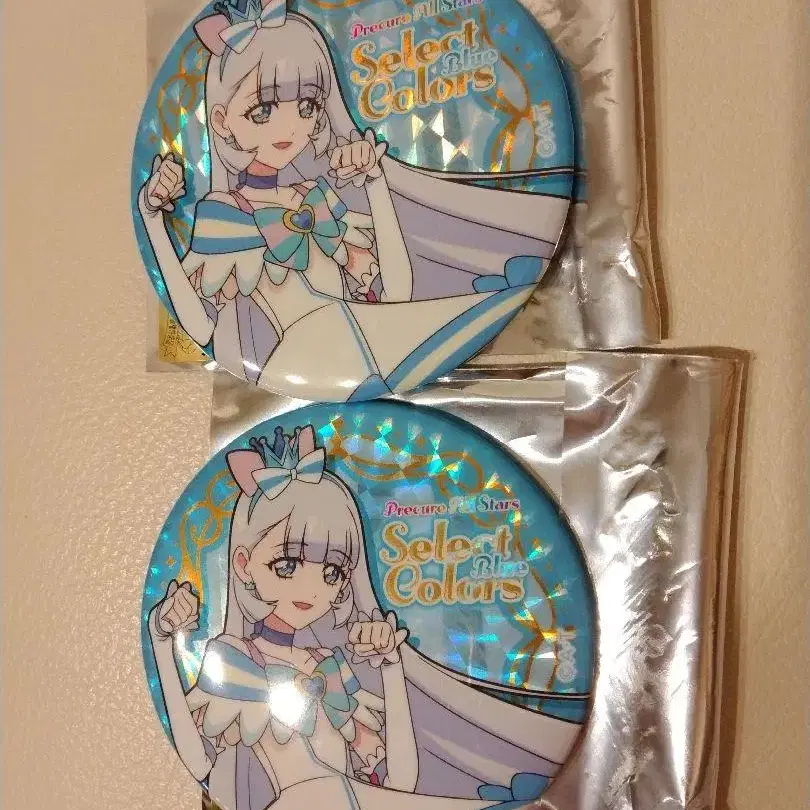 Precure All Stars
Select
Blue
Colors
©A-T
Precure All Stars
Select
Blue
Colors
©A-T